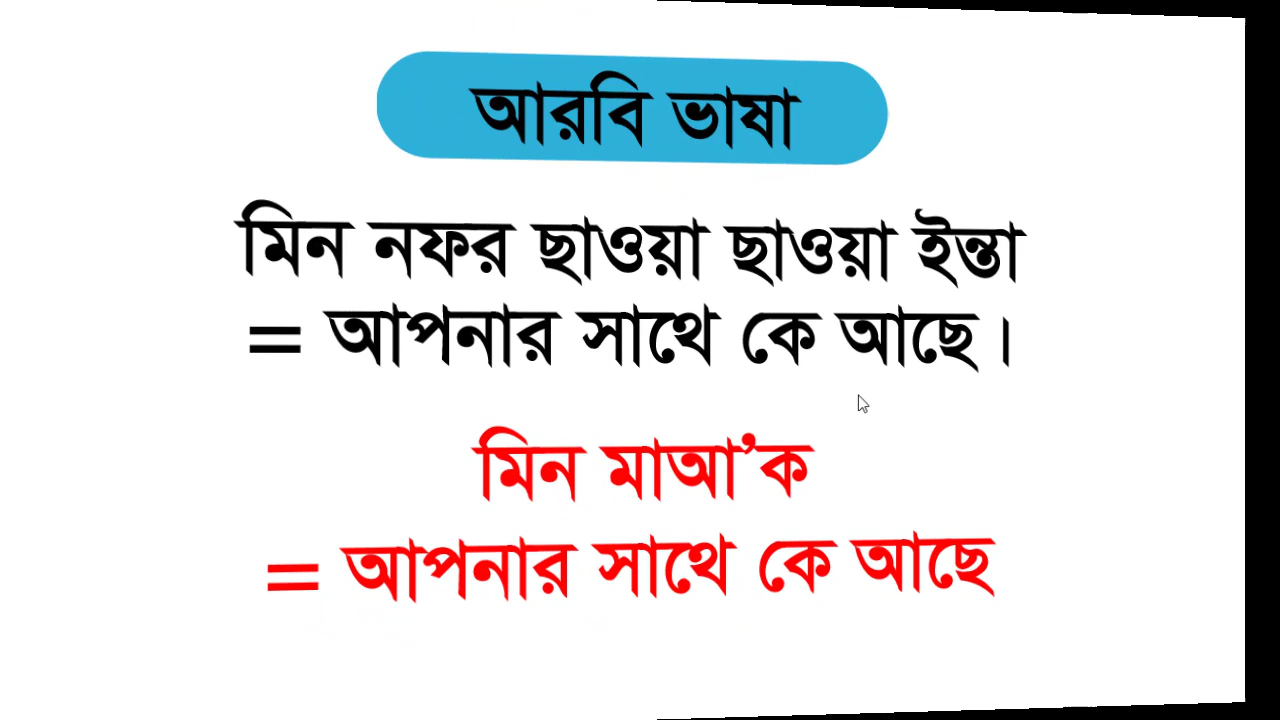 আরবি ভাষা
মিন নফর ছাওয়া ছাওয়া ইন্তা
= আপনার সাথে কে আছে।
মিন মাআ’ক
= আপনার সাথে কে আছে